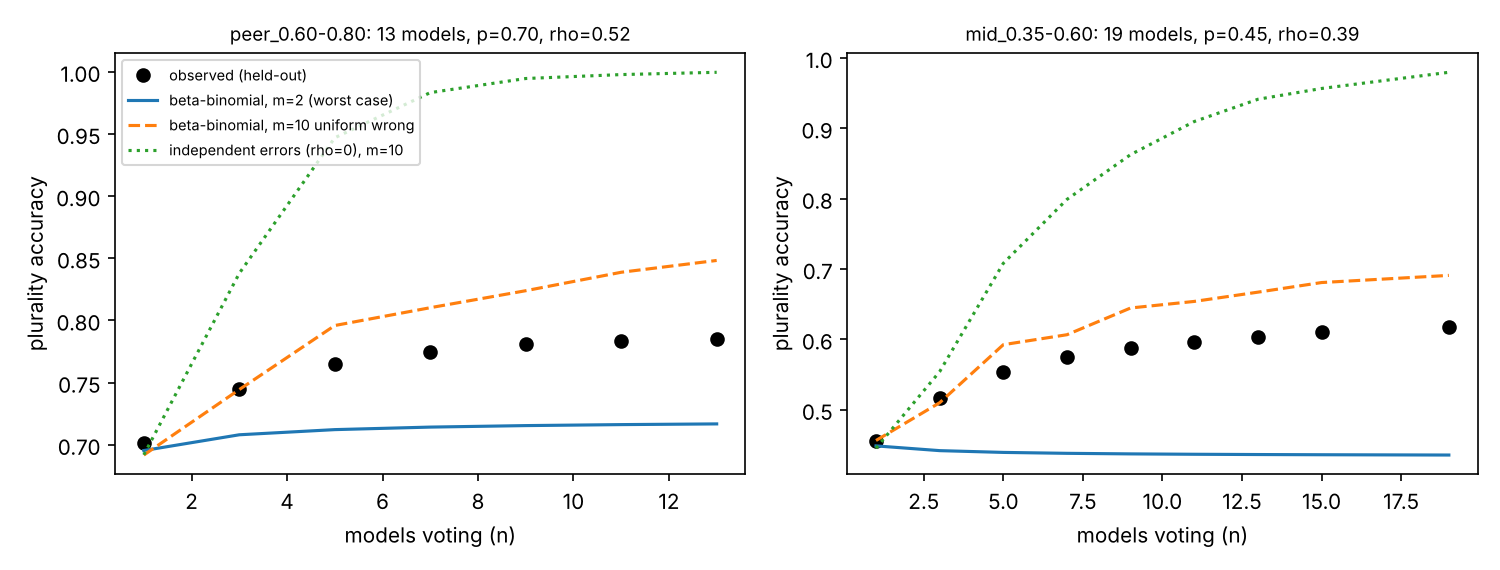 peer_0.60-0.80: 13 models, p=0.70, rho=0.52
1.00
0.95
0.90
0.85
0.80
0.75
0.70
plurality accuracy
observed (held-out)
beta-binomial, m=2 (worst case)
beta-binomial, m=10 uniform wrong
independent errors (rho=0), m=10
2
4
6
8
10
12
models voting (n)
mid_0.35-0.60: 19 models, p=0.45, rho=0.39
1.0
0.9
0.8
0.7
0.6
0.5
plurality accuracy
2.5
5.0
7.5
10.0
12.5
15.0
17.5
models voting (n)